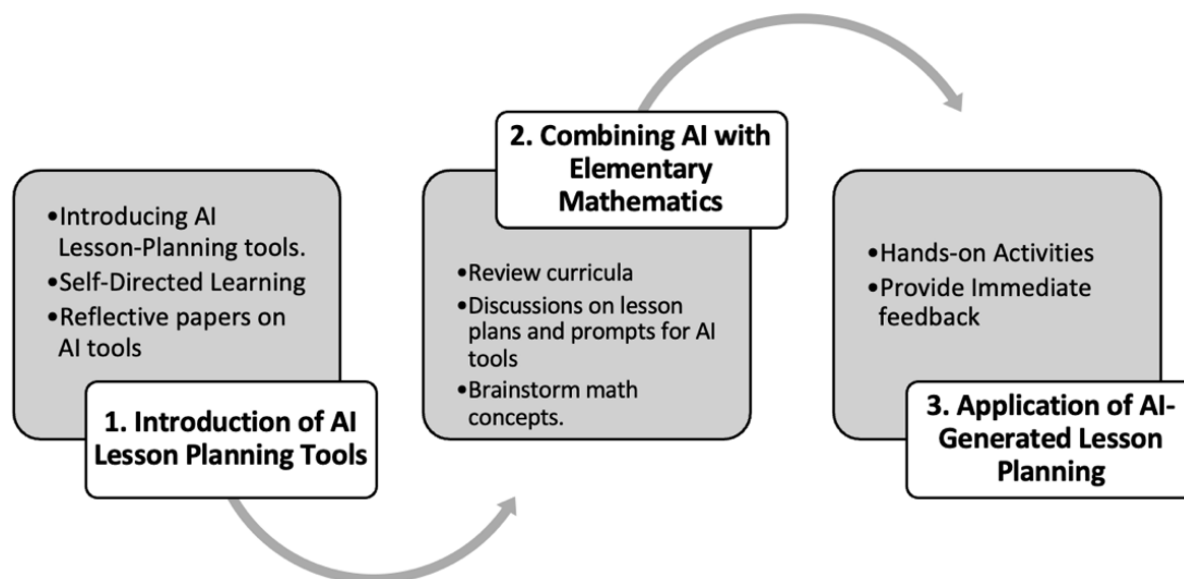 •Introducing AI
Lesson-Planning tools.
•Self-Directed Learning
•Reflective papers on
AI tools
1. Introduction of AI
Lesson Planning Tools
2. Combining AI with
Elementary
Mathematics
•Review curricula
•Discussions on lesson
plans and prompts for AI
tools
•Brainstorm math
concepts.
•Hands-on Activities
•Provide Immediate
feedback
3. Application of AI-
Generated Lesson
Planning